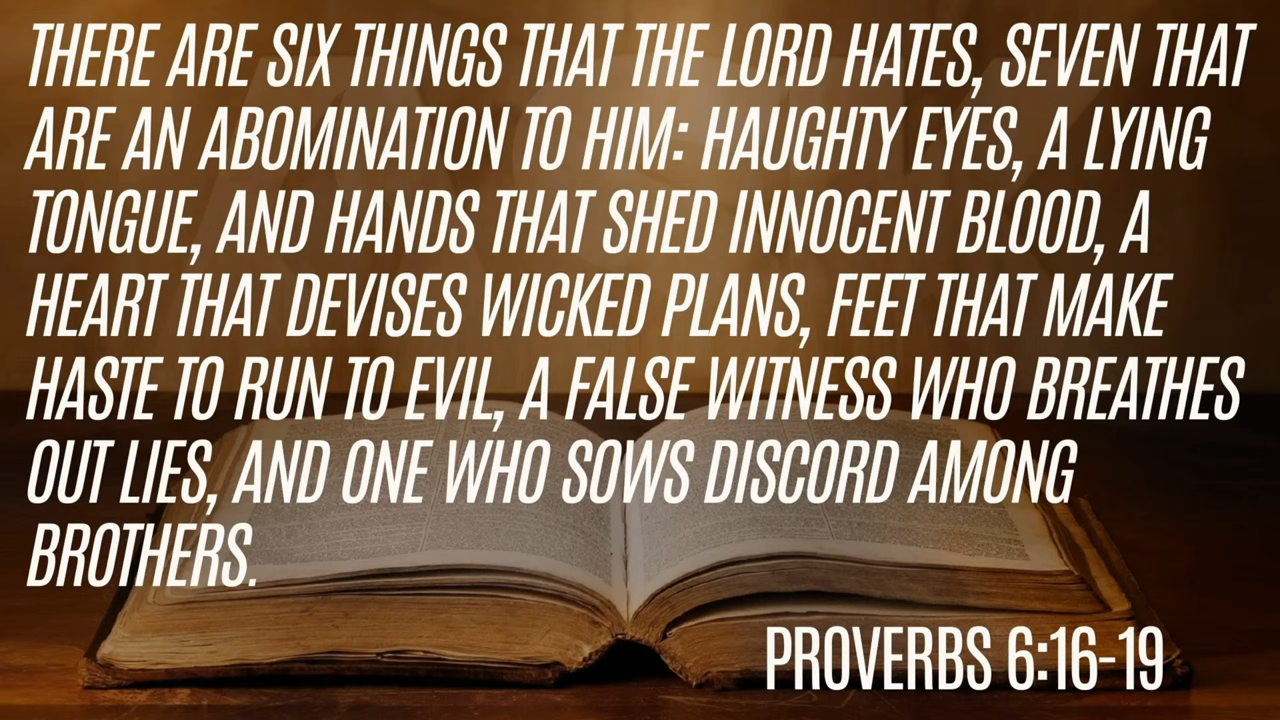 THERE ARE SIX THINGS THAT THE LORD HATES, SEVEN THAT
ARE AN ABOMINATION TO HIM: HAUGHTY EYES, A LYING
TONGUE, AND HANDS THAT SHED INNOCENT BLOOD, A
HEART THAT DEVISES WICKED PLANS, FEET THAT MAKE
HASTE TO RUN TO EVIL, A FALSE WITNESS WHO BREATHES
OUT LIES, AND ONE WHO SOWS DISCORD AMONG
BROTHERS.
PROVERBS 6:16-19